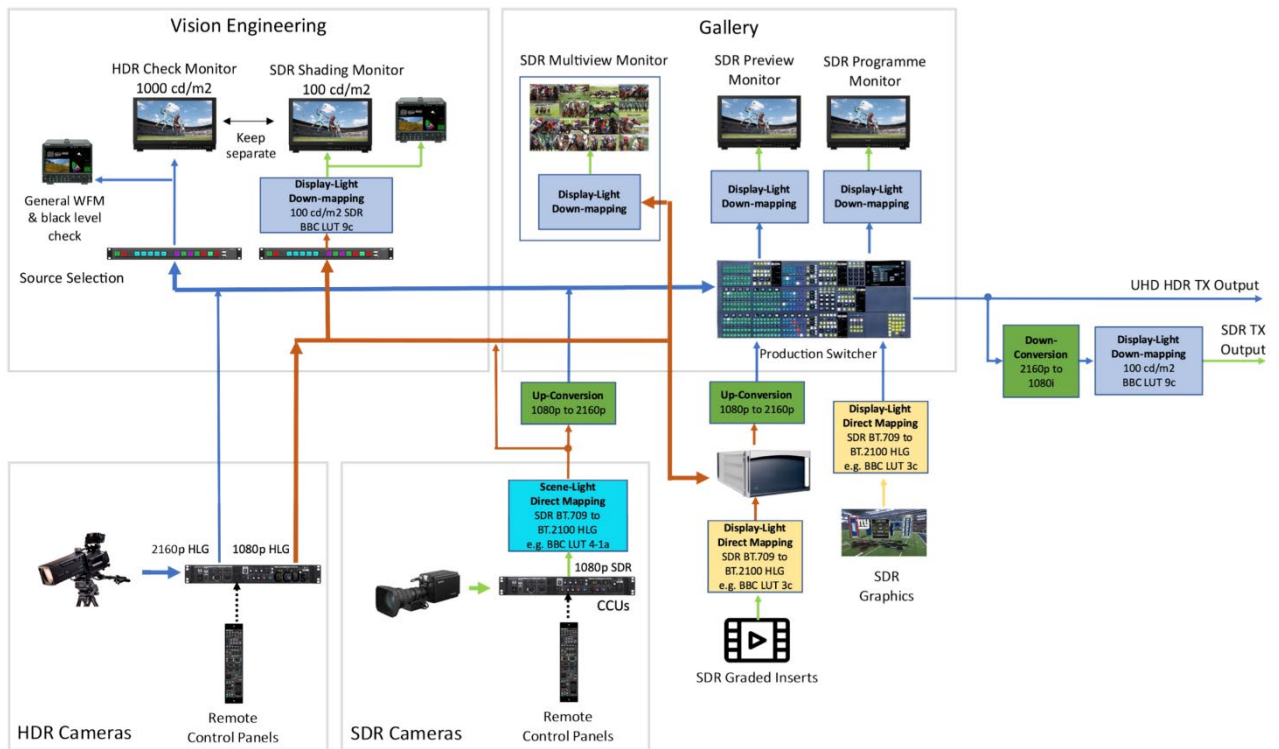 Vision Engineering
HDR Check Monitor
1000 cd/m2
SDR Shading Monitor
100 cd/m2
Keep
separate
General WFM
& black level
check
Display-Light
Down-mapping
100 cd/m2 SDR
BBC LUT 9c
Source Selection
Gallery
SDR Multiview Monitor
SDR Preview
Monitor
SDR Programme
Monitor
Display-Light
Down-mapping
Display-Light
Down-mapping
Display-Light
Down-mapping
Production Switcher
UHD HDR TX Output
SDR TX
Output
Down-
Conversion
2160p to
1080i
Display-Light
Down-mapping
100 cd/m2
BBC LUT 9c
Up-Conversion
1080p to 2160p
Up-Conversion
1080p to 2160p
Display-Light
Direct Mapping
SDR BT.709 to
BT.2100 HLG
e.g. BBC LUT 3c
SDR
Graphics
2160p HLG
1080p HLG
Remote
Control Panels
HDR Cameras
Scene-Light
Direct Mapping
SDR BT.709 to
BT.2100 HLG
e.g. BBC LUT 4-1a
1080p SDR
CCUs
Remote
Control Panels
SDR Cameras
Display-Light
Direct Mapping
SDR BT.709 to
BT.2100 HLG
e.g. BBC LUT 3c
SDR Graded Inserts